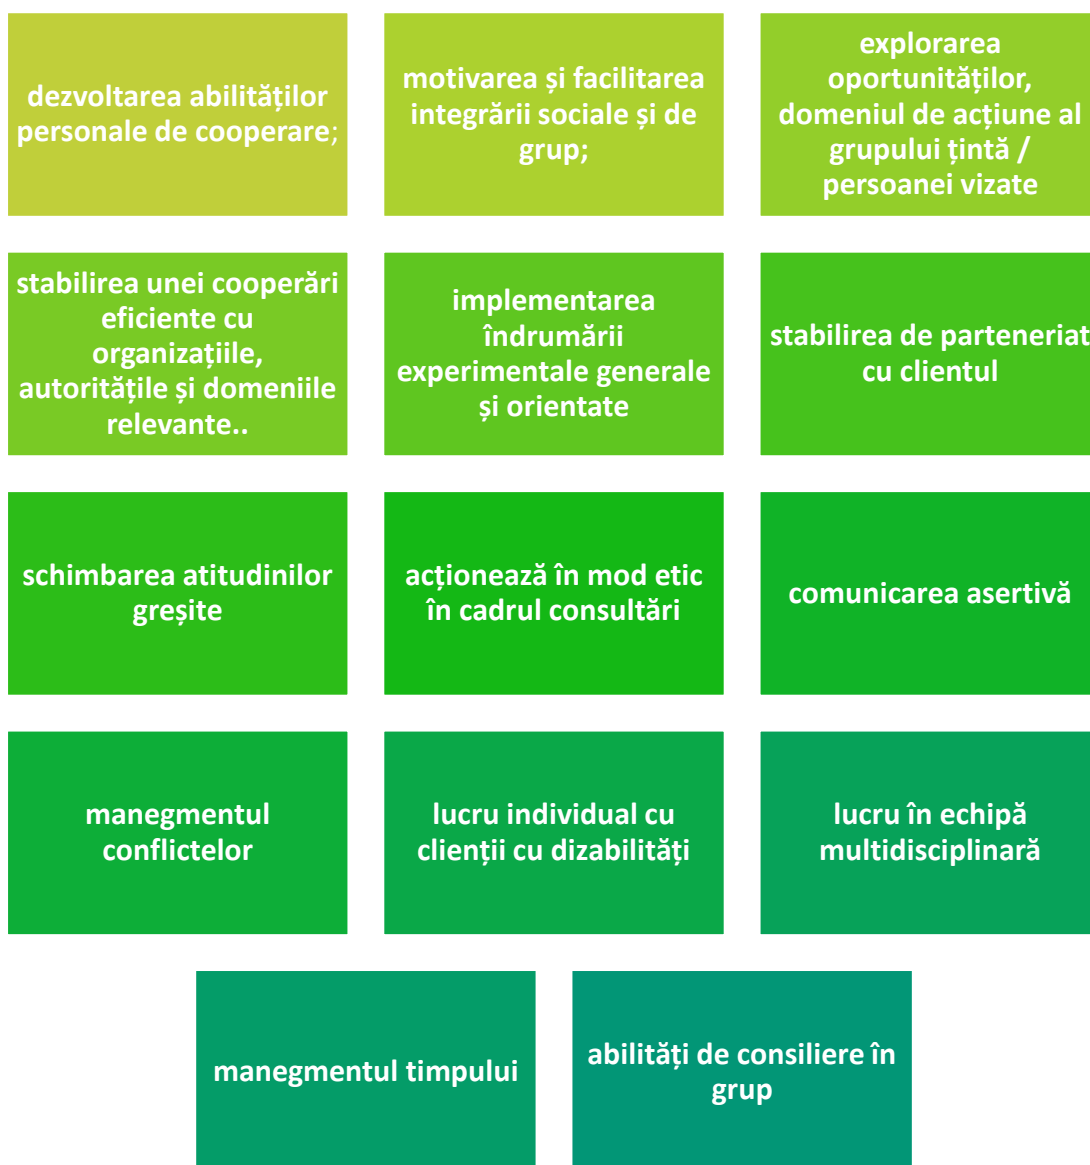 dezvoltarea abilităților
personale de cooperare;
motivarea și facilitarea
integrării sociale și de
grup;
explorarea
oportunităților,
domeniul de acțiune al
grupului țintă /
persoanei vizate
stabilirea unei cooperări
eficiente cu
organizațiile,
autoritățile și domeniile
relevante..
implementarea
îndrumării
experimentale generale
și orientate
stabilirea de parteneriat
cu clientul
schimbarea atitudinilor
greșite
acționează în mod etic
în cadrul consultări
comunicarea asertivă
manegmentul
conflictelor
lucru individual cu
clienții cu dizabilități
lucru în echipă
multidisciplinară
manegmentul timpului
abilități de consiliere în
grup